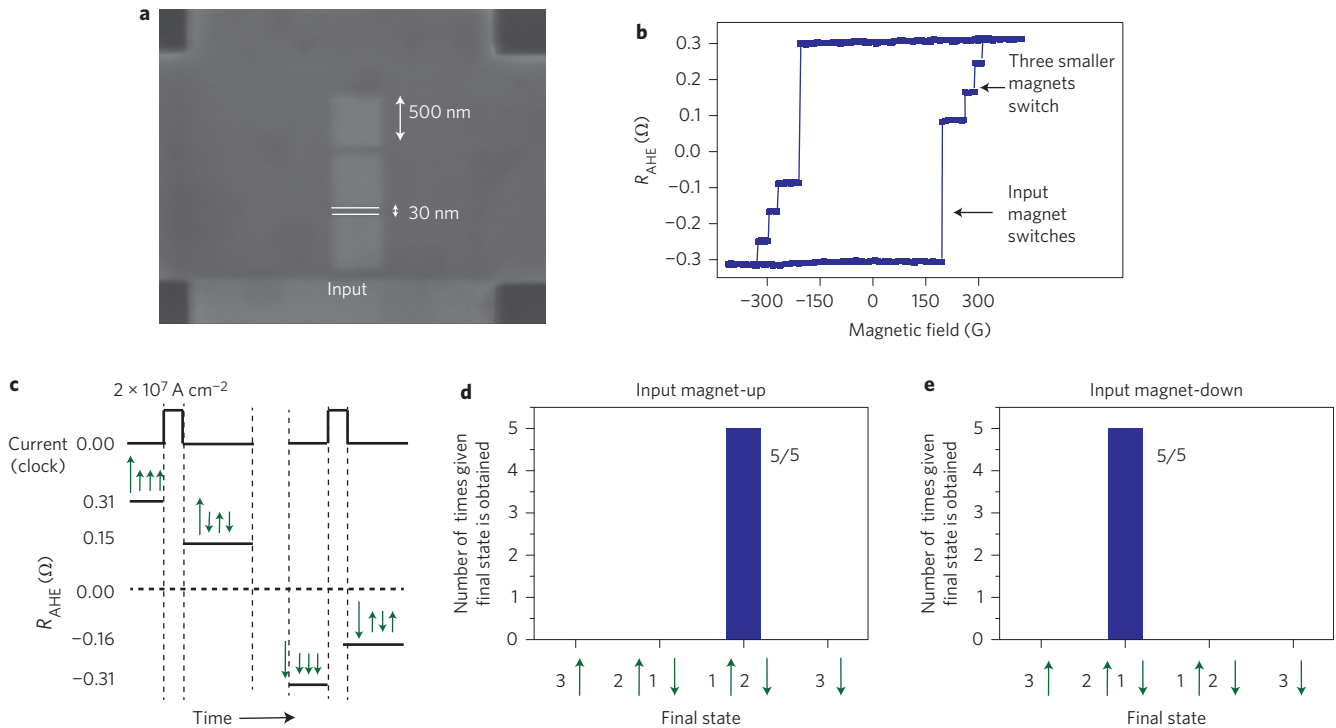 a
500 nm
30 nm
Input
b
0.3
0.2
0.1
0.0
−0.1
−0.2
−0.3
R_AHE (Ω)
Three smaller
magnets
switch
Input
magnet
switches
−300 −150 0 150 300
Magnetic field (G)
c
2 × 10⁷ A cm⁻²
Current
(clock)
0.00
0.31
0.15
0.00
−0.16
−0.31
R_AHE (Ω)
Time
d
Input magnet-up
Number of times given
final state is obtained
5
4
3
2
1
0
5/5
3 ↑ 2 ↑ 1 ↓ 1 ↑ 2 ↓ 3 ↓
Final state
e
Input magnet-down
Number of times given
final state is obtained
5
4
3
2
1
0
5/5
3 ↑ 2 ↑ 1 ↓ 1 ↑ 2 ↓ 3 ↓
Final state